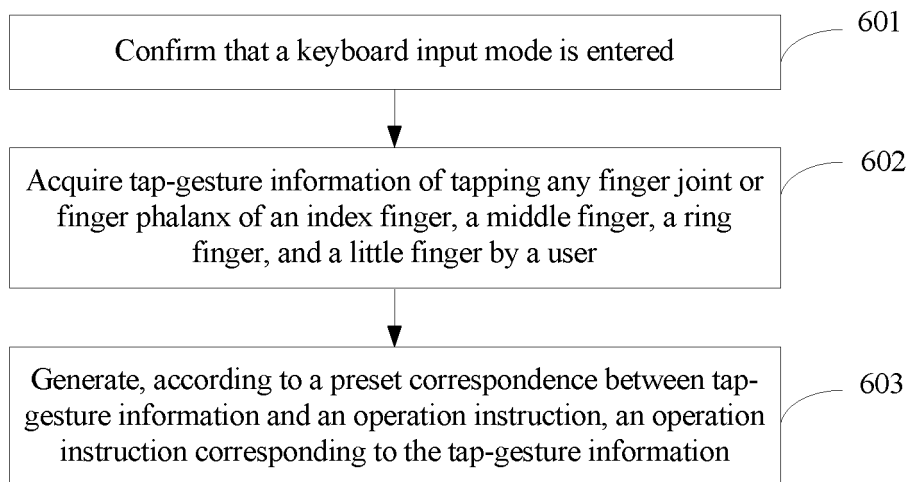 601
Confirm that a keyboard input mode is entered
602
Acquire tap-gesture information of tapping any finger joint or
finger phalanx of an index finger, a middle finger, a ring
finger, and a little finger by a user
603
Generate, according to a preset correspondence between tap-
gesture information and an operation instruction, an operation
instruction corresponding to the tap-gesture information